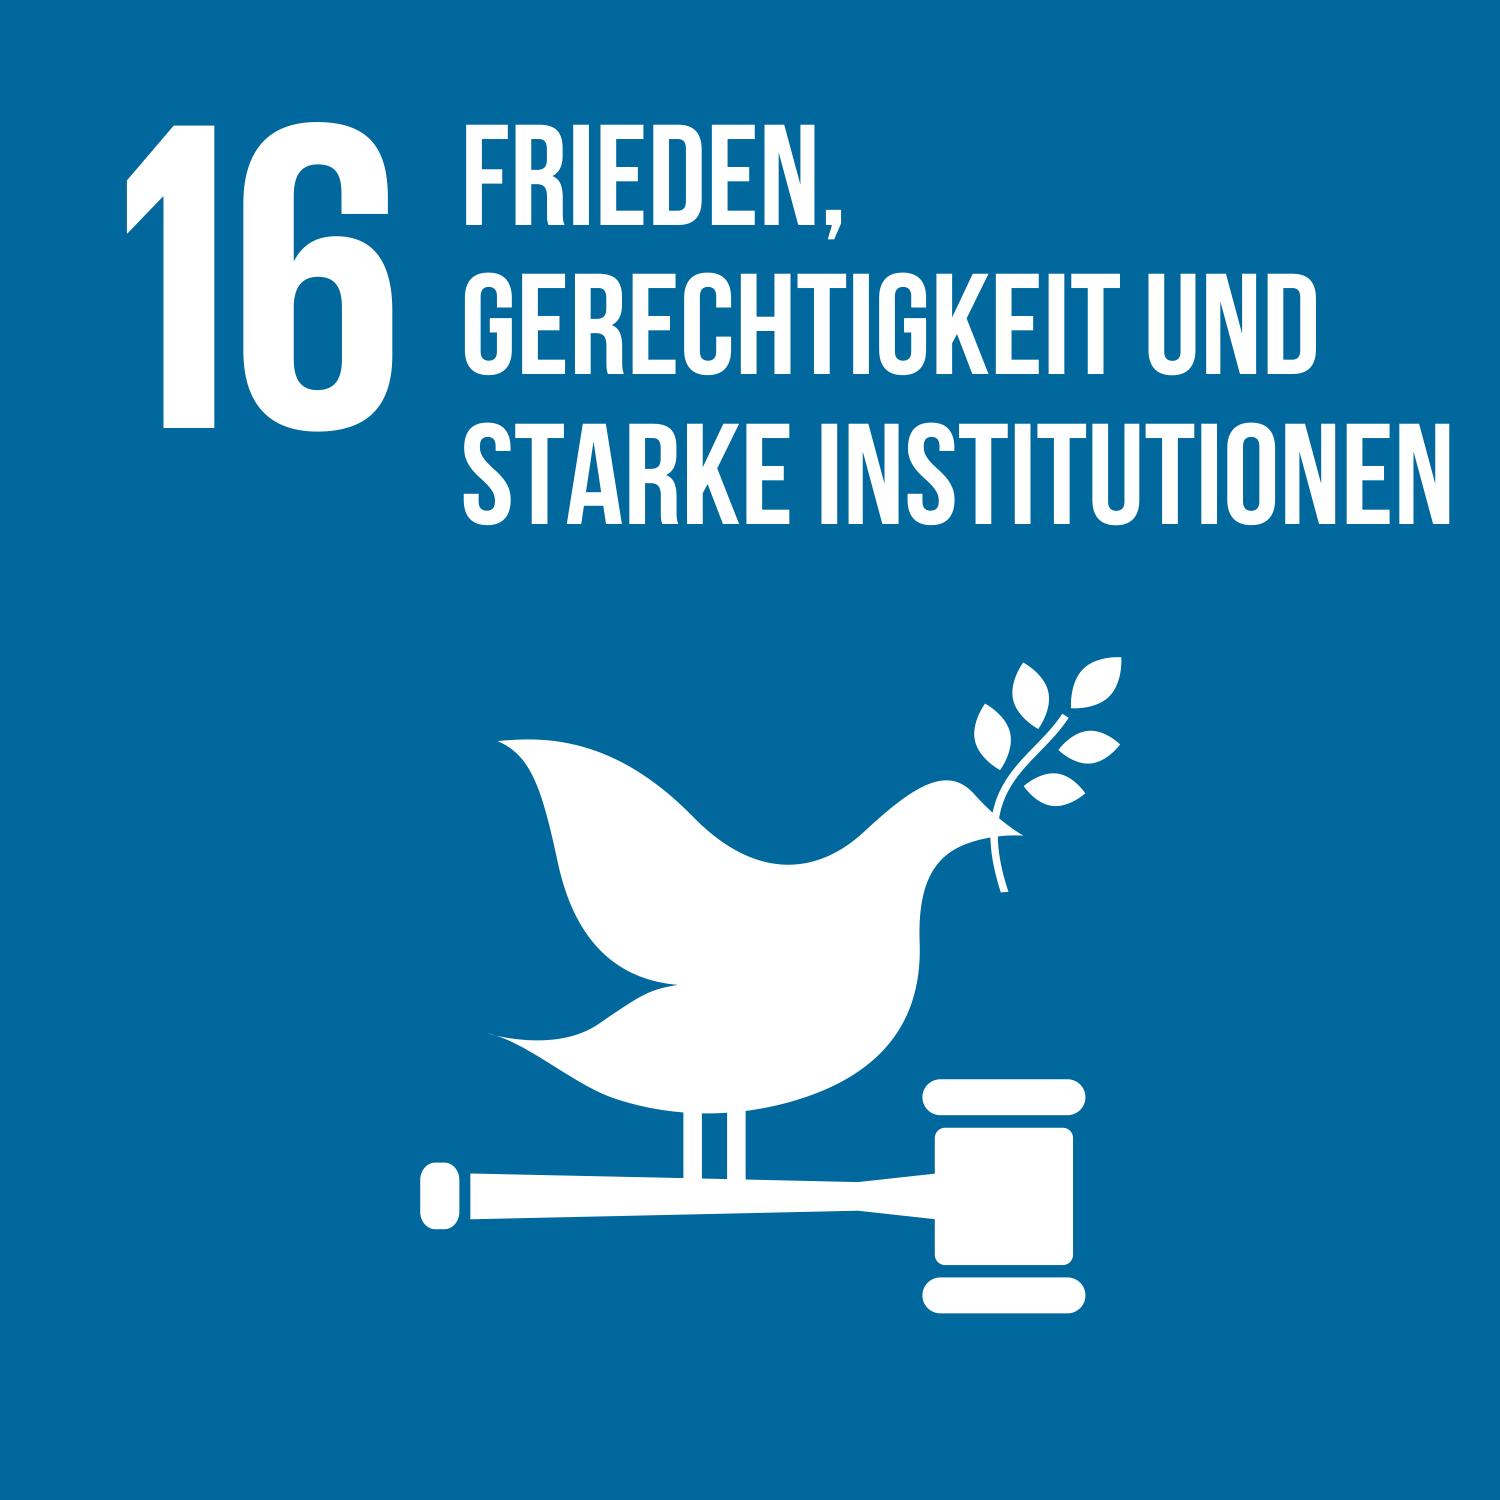 16
FRIEDEN,
GERECHTIGKEIT UND
STARKE INSTITUTIONEN